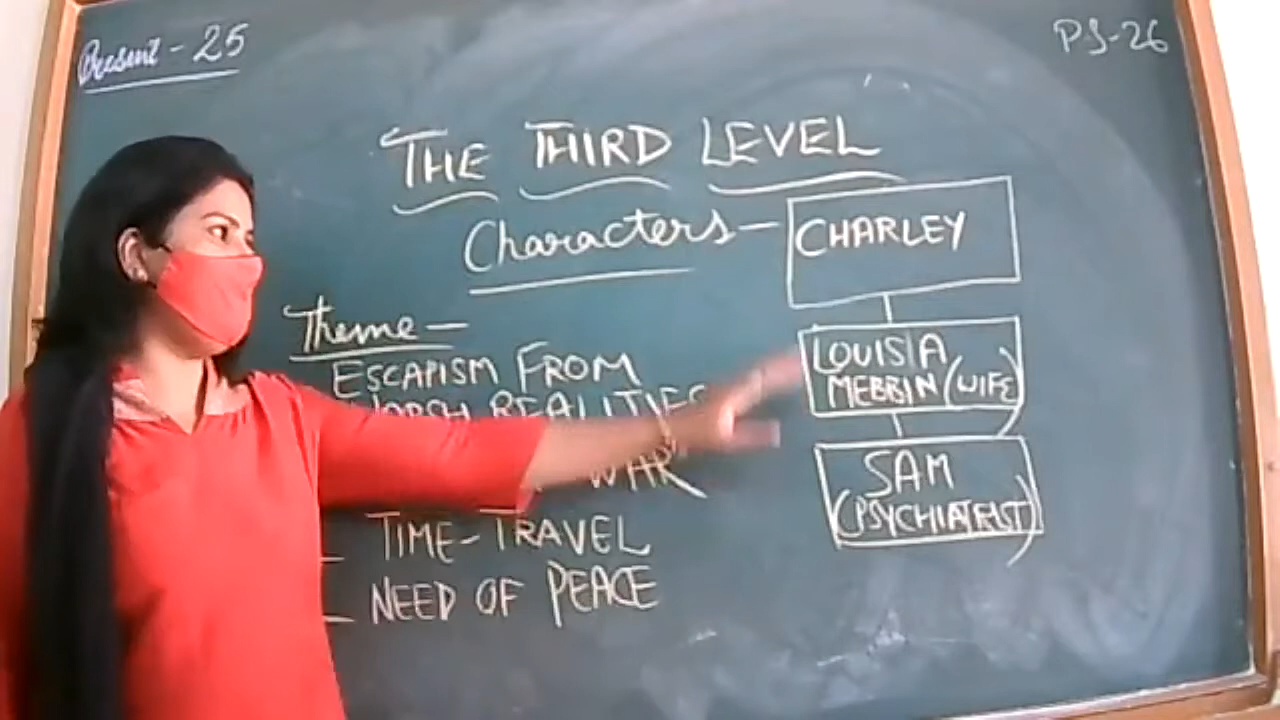 Present - 25
PS-26
THE THIRD LEVEL
Characters - CHARLEY
LOUISIA
MEBBIN (WIFE)
SAM
(PSYCHIATRIST)
Theme -
ESCAPISM FROM
HARSH REALITIES
WAR
- TIME-TRAVEL
- NEED OF PEACE